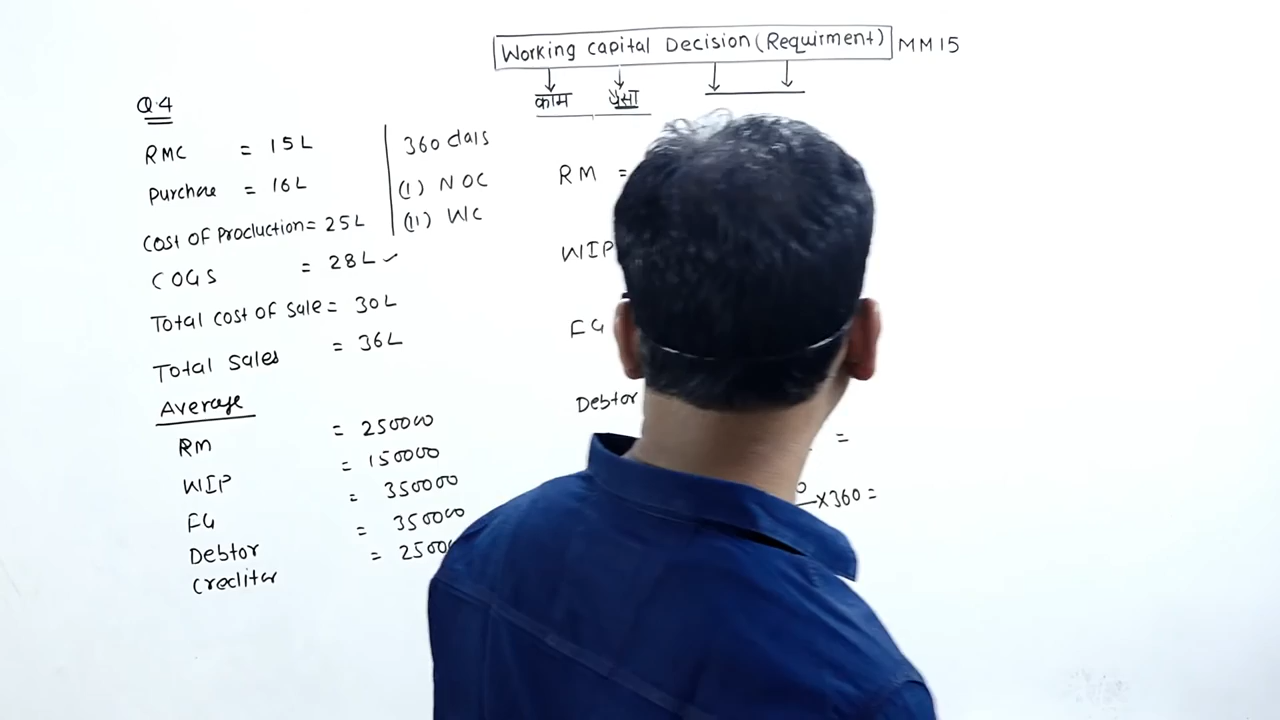 Working Capital Decision (Requirment) MM15
काम पैसा
Q.4
RMC = 15L
Purchase = 16L
Cost of Production = 25L
COGS = 28L ✓
Total cost of sale = 30L
Total sales = 36L
Average
RM = 250000
WIP = 150000
FG = 350000
Debtor = 350000
Creditor = 2500
360 days
(I) NOC
(II) WC
RM =
WIP
FG
Debtor
=
×360 =